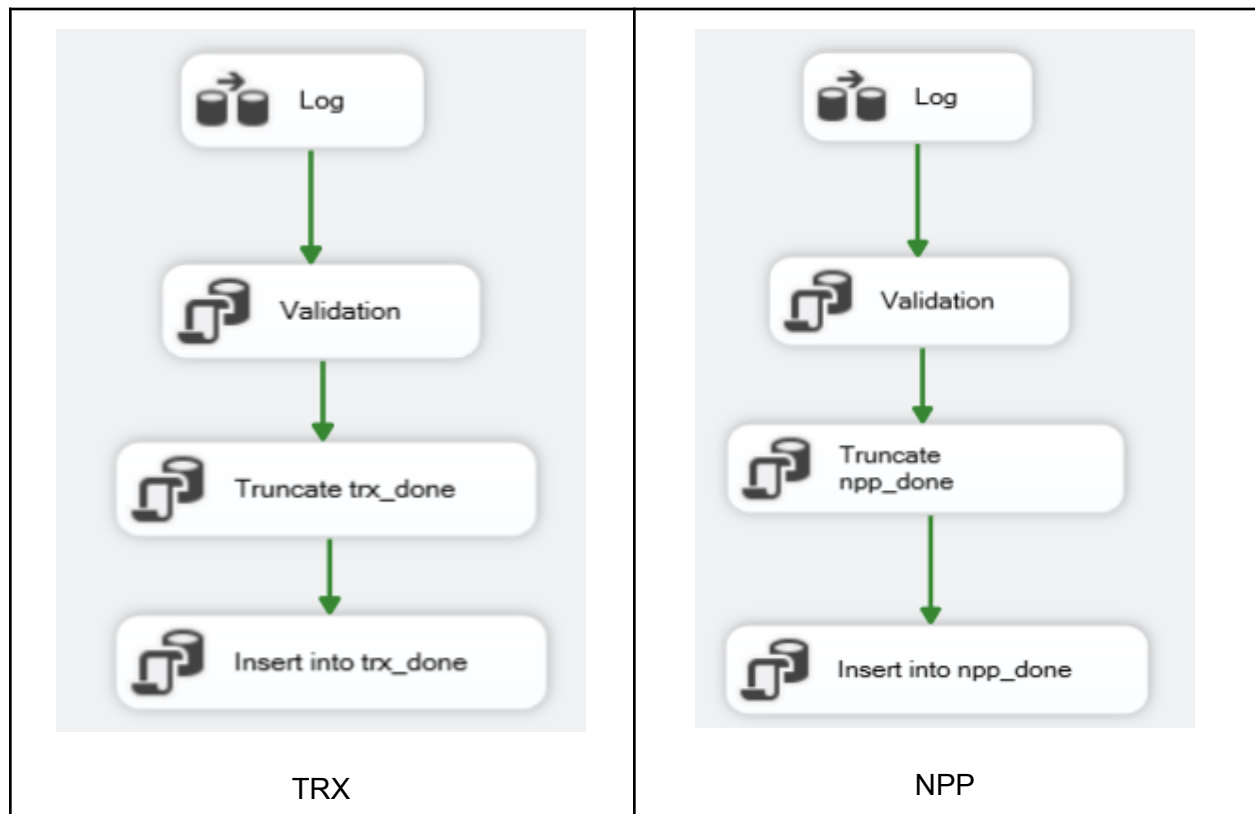 Log
Validation
Truncate trx_done
Insert into trx_done
TRX
Log
Validation
Truncate
npp_done
Insert into npp_done
NPP